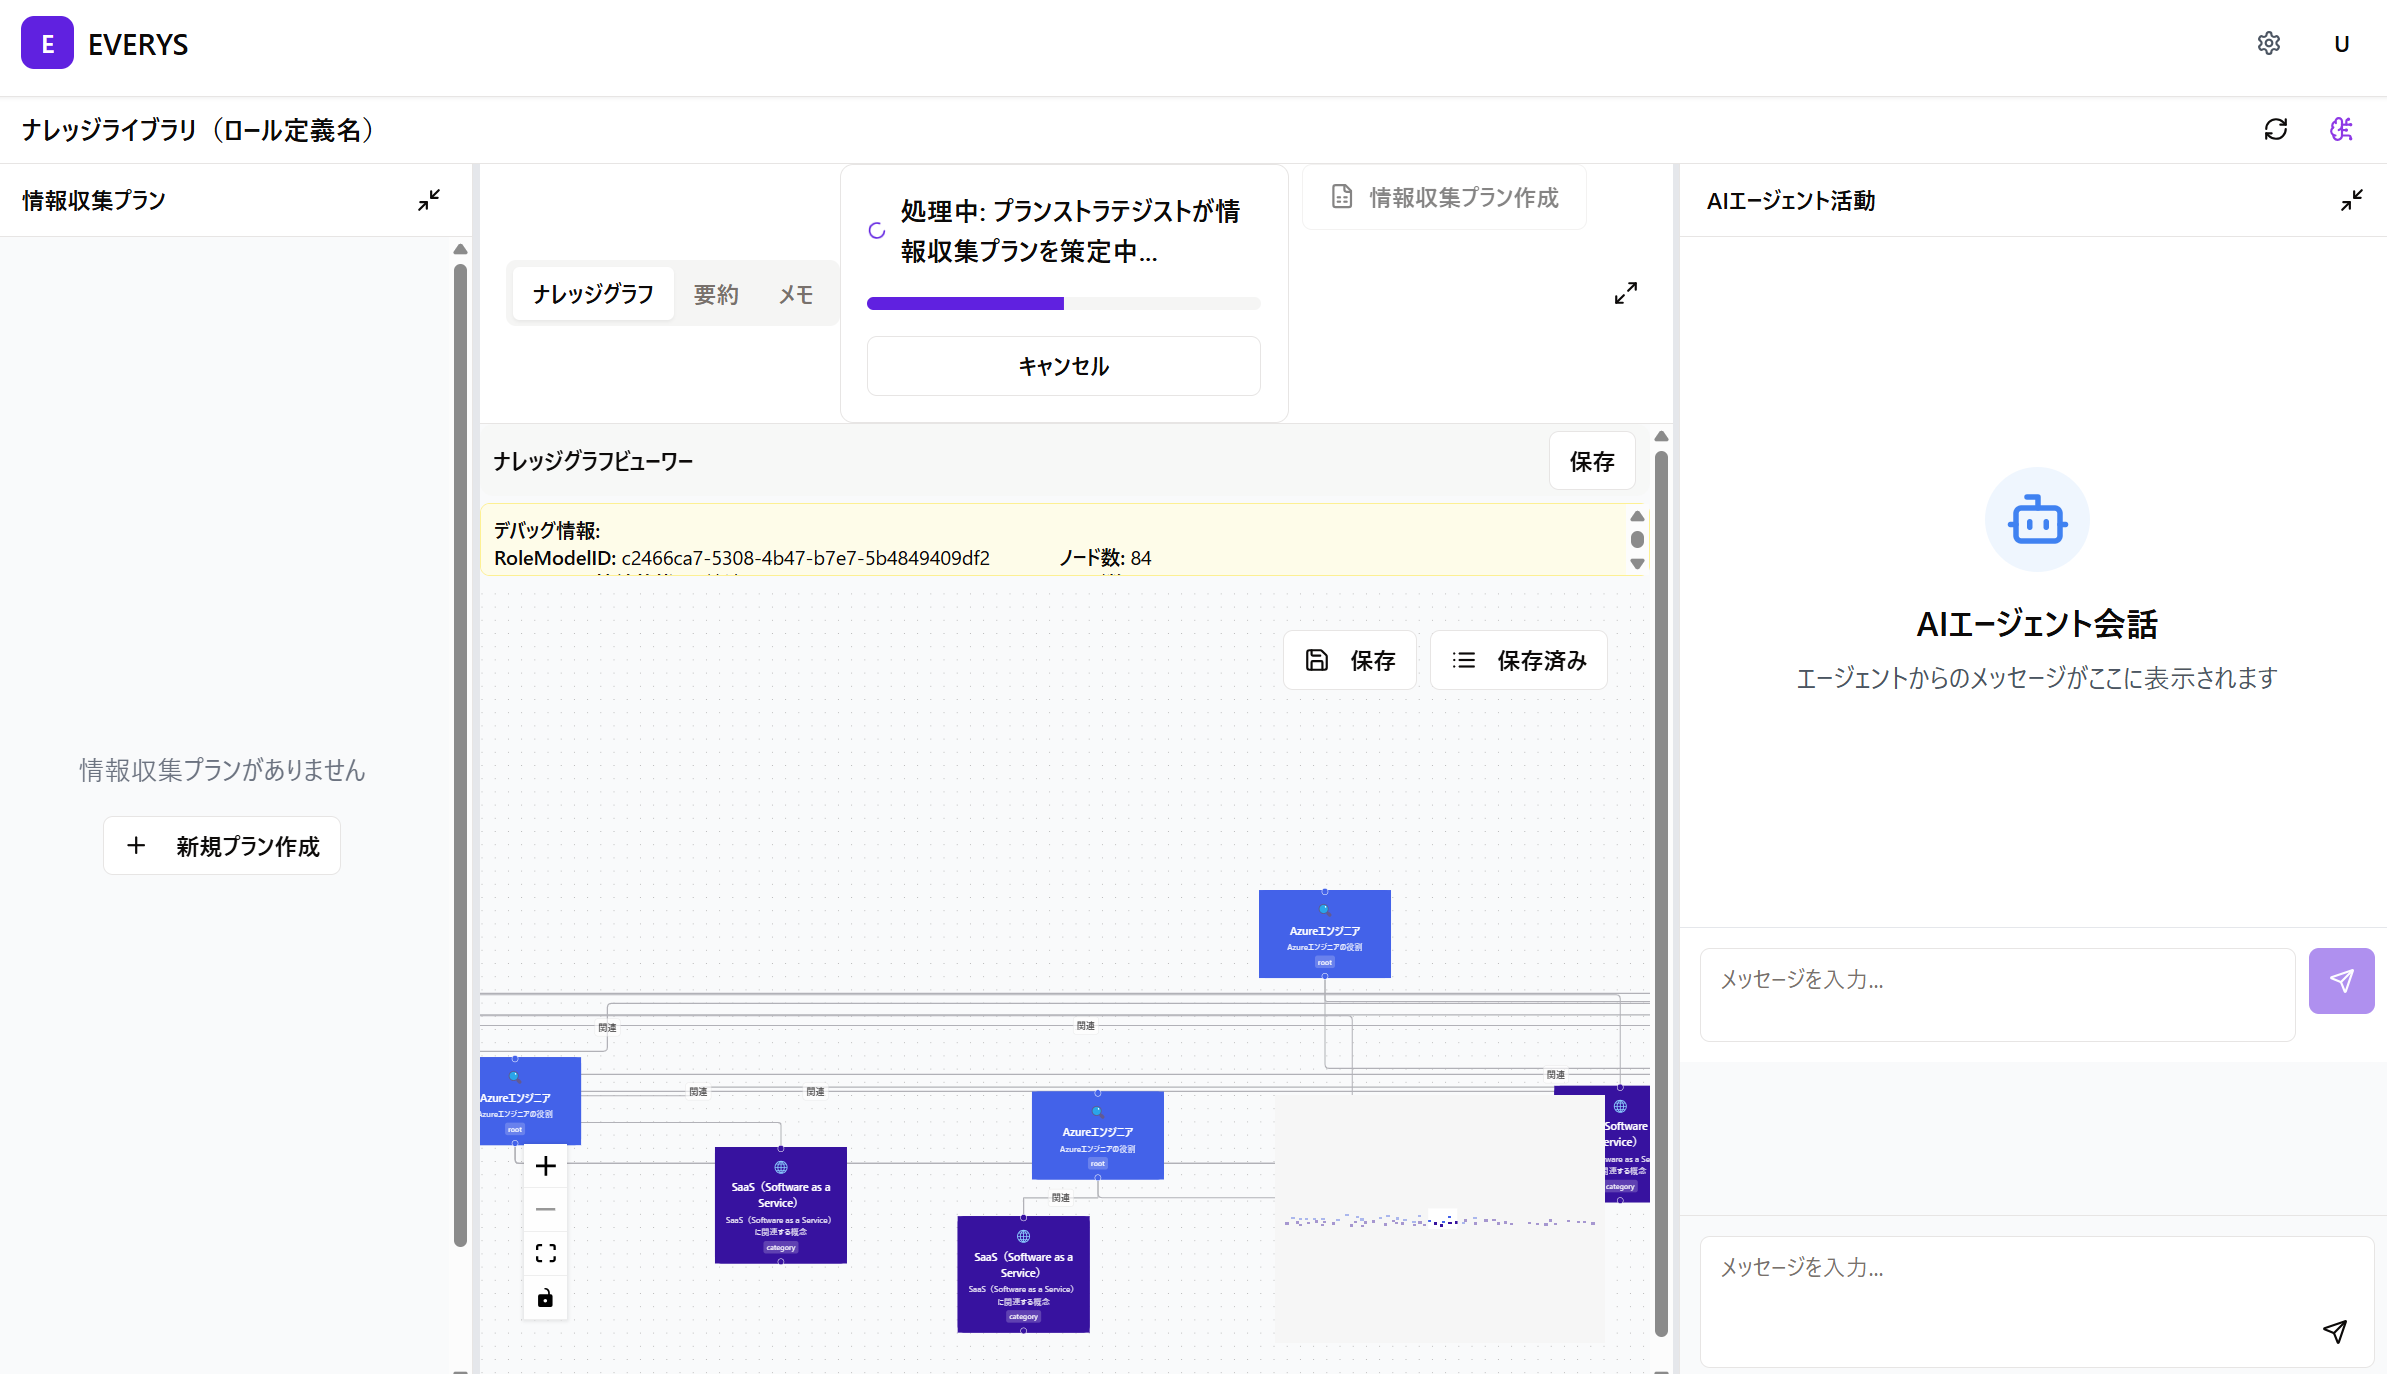 E EVERYS
U
ナレッジライブラリ（ロール定義名）
情報収集プラン
情報収集プランがありません
新規プラン作成
ナレッジグラフ 要約 メモ
処理中: プランストラテジストが情
報収集プランを策定中...
キャンセル
情報収集プラン作成
ナレッジグラフビューワー
保存
デバッグ情報:
RoleModelID: c2466ca7-5308-4b47-b7e7-5b4849409df2 ノード数: 84
保存 保存済み
Azureエンジニア
Azureエンジニアの役割
root
関連
関連
関連
関連
関連
Azureエンジニア
Azureエンジニアの役割
root
Azureエンジニア
Azureエンジニアの役割
root
関連
SaaS（Software as a
Service）
SaaS（Software as a Service）
に関連する概念
category
SaaS（Software as a
Service）
SaaS（Software as a Service）
に関連する概念
category
Software
ervice）
ware as a Se
関連する概念
category
AIエージェント活動
AIエージェント会話
エージェントからのメッセージがここに表示されます
メッセージを入力...
メッセージを入力...